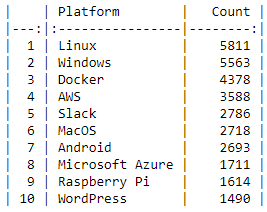 |    | Platform        | Count |
|---:|:----------------|------:|
| 1 | Linux | 5811 |
| 2 | Windows | 5563 |
| 3 | Docker | 4378 |
| 4 | AWS | 3588 |
| 5 | Slack | 2786 |
| 6 | MacOS | 2718 |
| 7 | Android | 2693 |
| 8 | Microsoft Azure | 1711 |
| 9 | Raspberry Pi | 1614 |
| 10 | WordPress | 1490 |